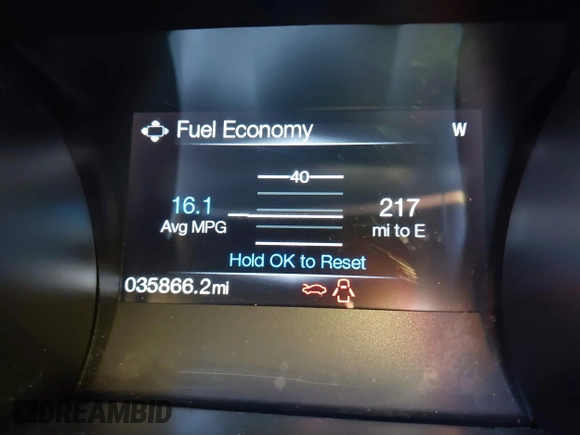 Fuel Economy W
40
16.1 217
Avg MPG mi to E
Hold OK to Reset
035866.2mi
DREAMBID